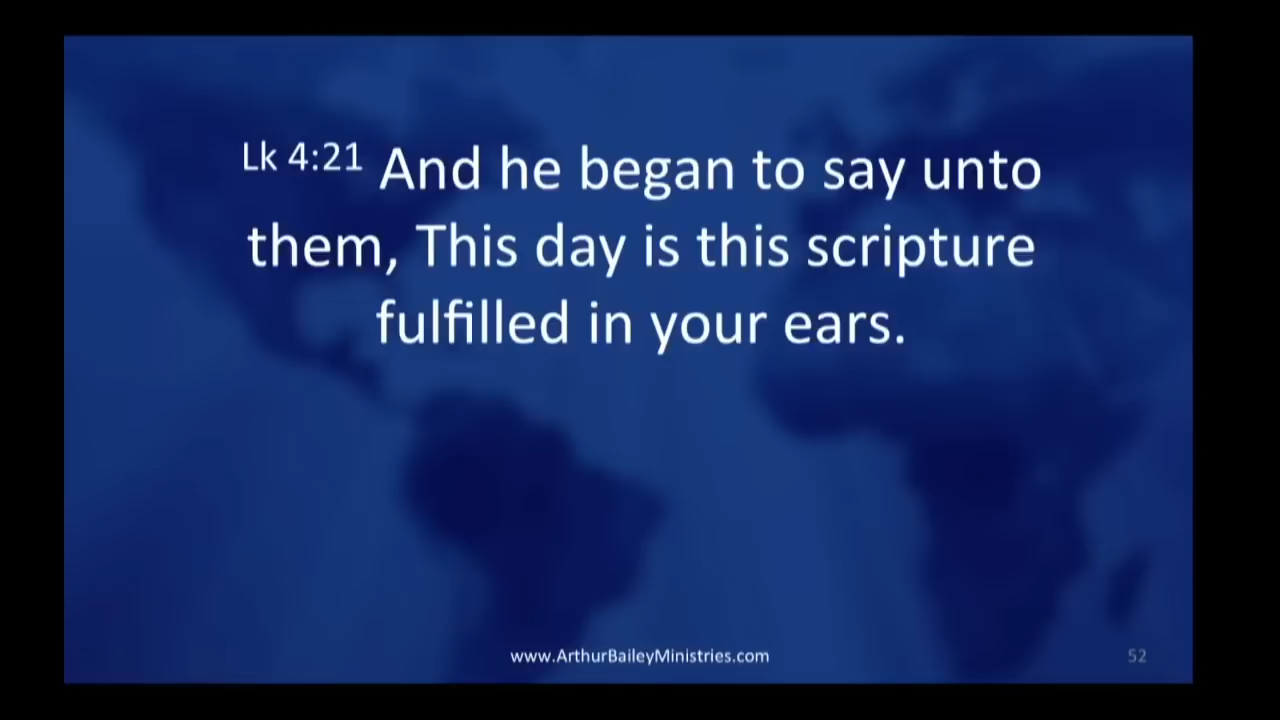 Lk 4:21 And he began to say unto
them, This day is this scripture
fulfilled in your ears.
www.ArthurBaileyMinistries.com
52